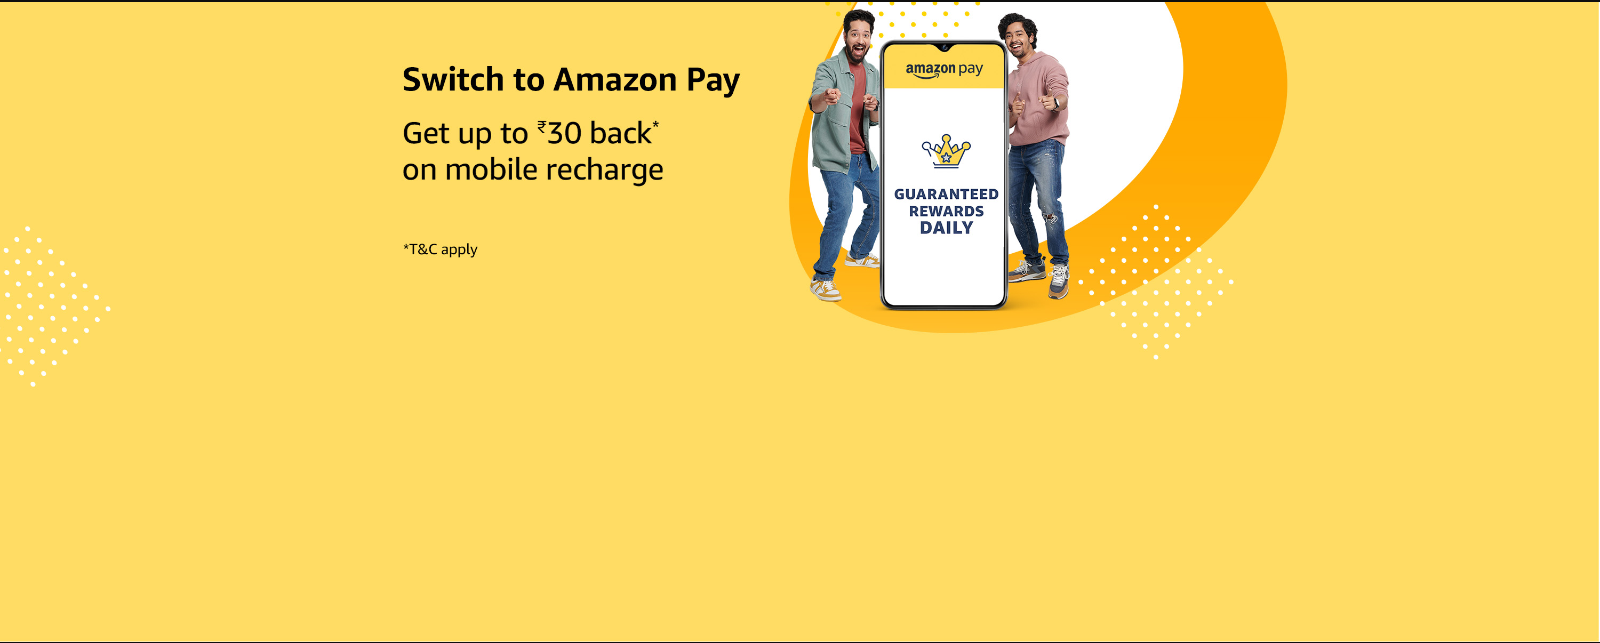 Switch to Amazon Pay
Get up to ₹30 back*
on mobile recharge
*T&C apply
amazon pay
GUARANTEED
REWARDS
DAILY